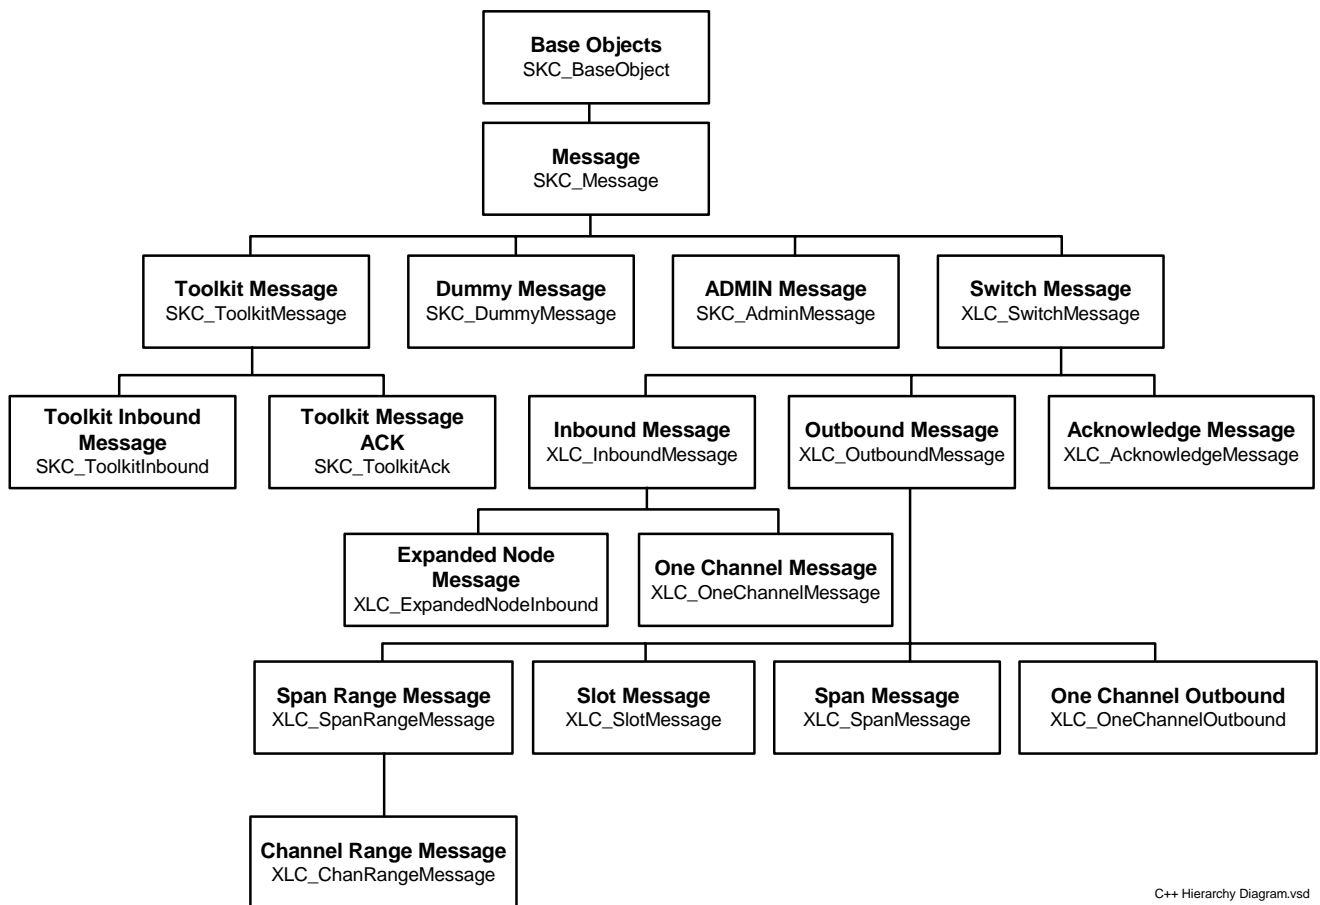 Base Objects
SKC_BaseObject
Message
SKC_Message
Toolkit Message
SKC_ToolkitMessage
Dummy Message
SKC_DummyMessage
ADMIN Message
SKC_AdminMessage
Switch Message
XLC_SwitchMessage
Toolkit Inbound
Message
SKC_ToolkitInbound
Toolkit Message
ACK
SKC_ToolkitAck
Inbound Message
XLC_InboundMessage
Outbound Message
XLC_OutboundMessage
Acknowledge Message
XLC_AcknowledgeMessage
Expanded Node
Message
XLC_ExpandedNodeInbound
One Channel Message
XLC_OneChannelMessage
Span Range Message
XLC_SpanRangeMessage
Slot Message
XLC_SlotMessage
Span Message
XLC_SpanMessage
One Channel Outbound
XLC_OneChannelOutbound
Channel Range Message
XLC_ChanRangeMessage
C++ Hierarchy Diagram.vsd